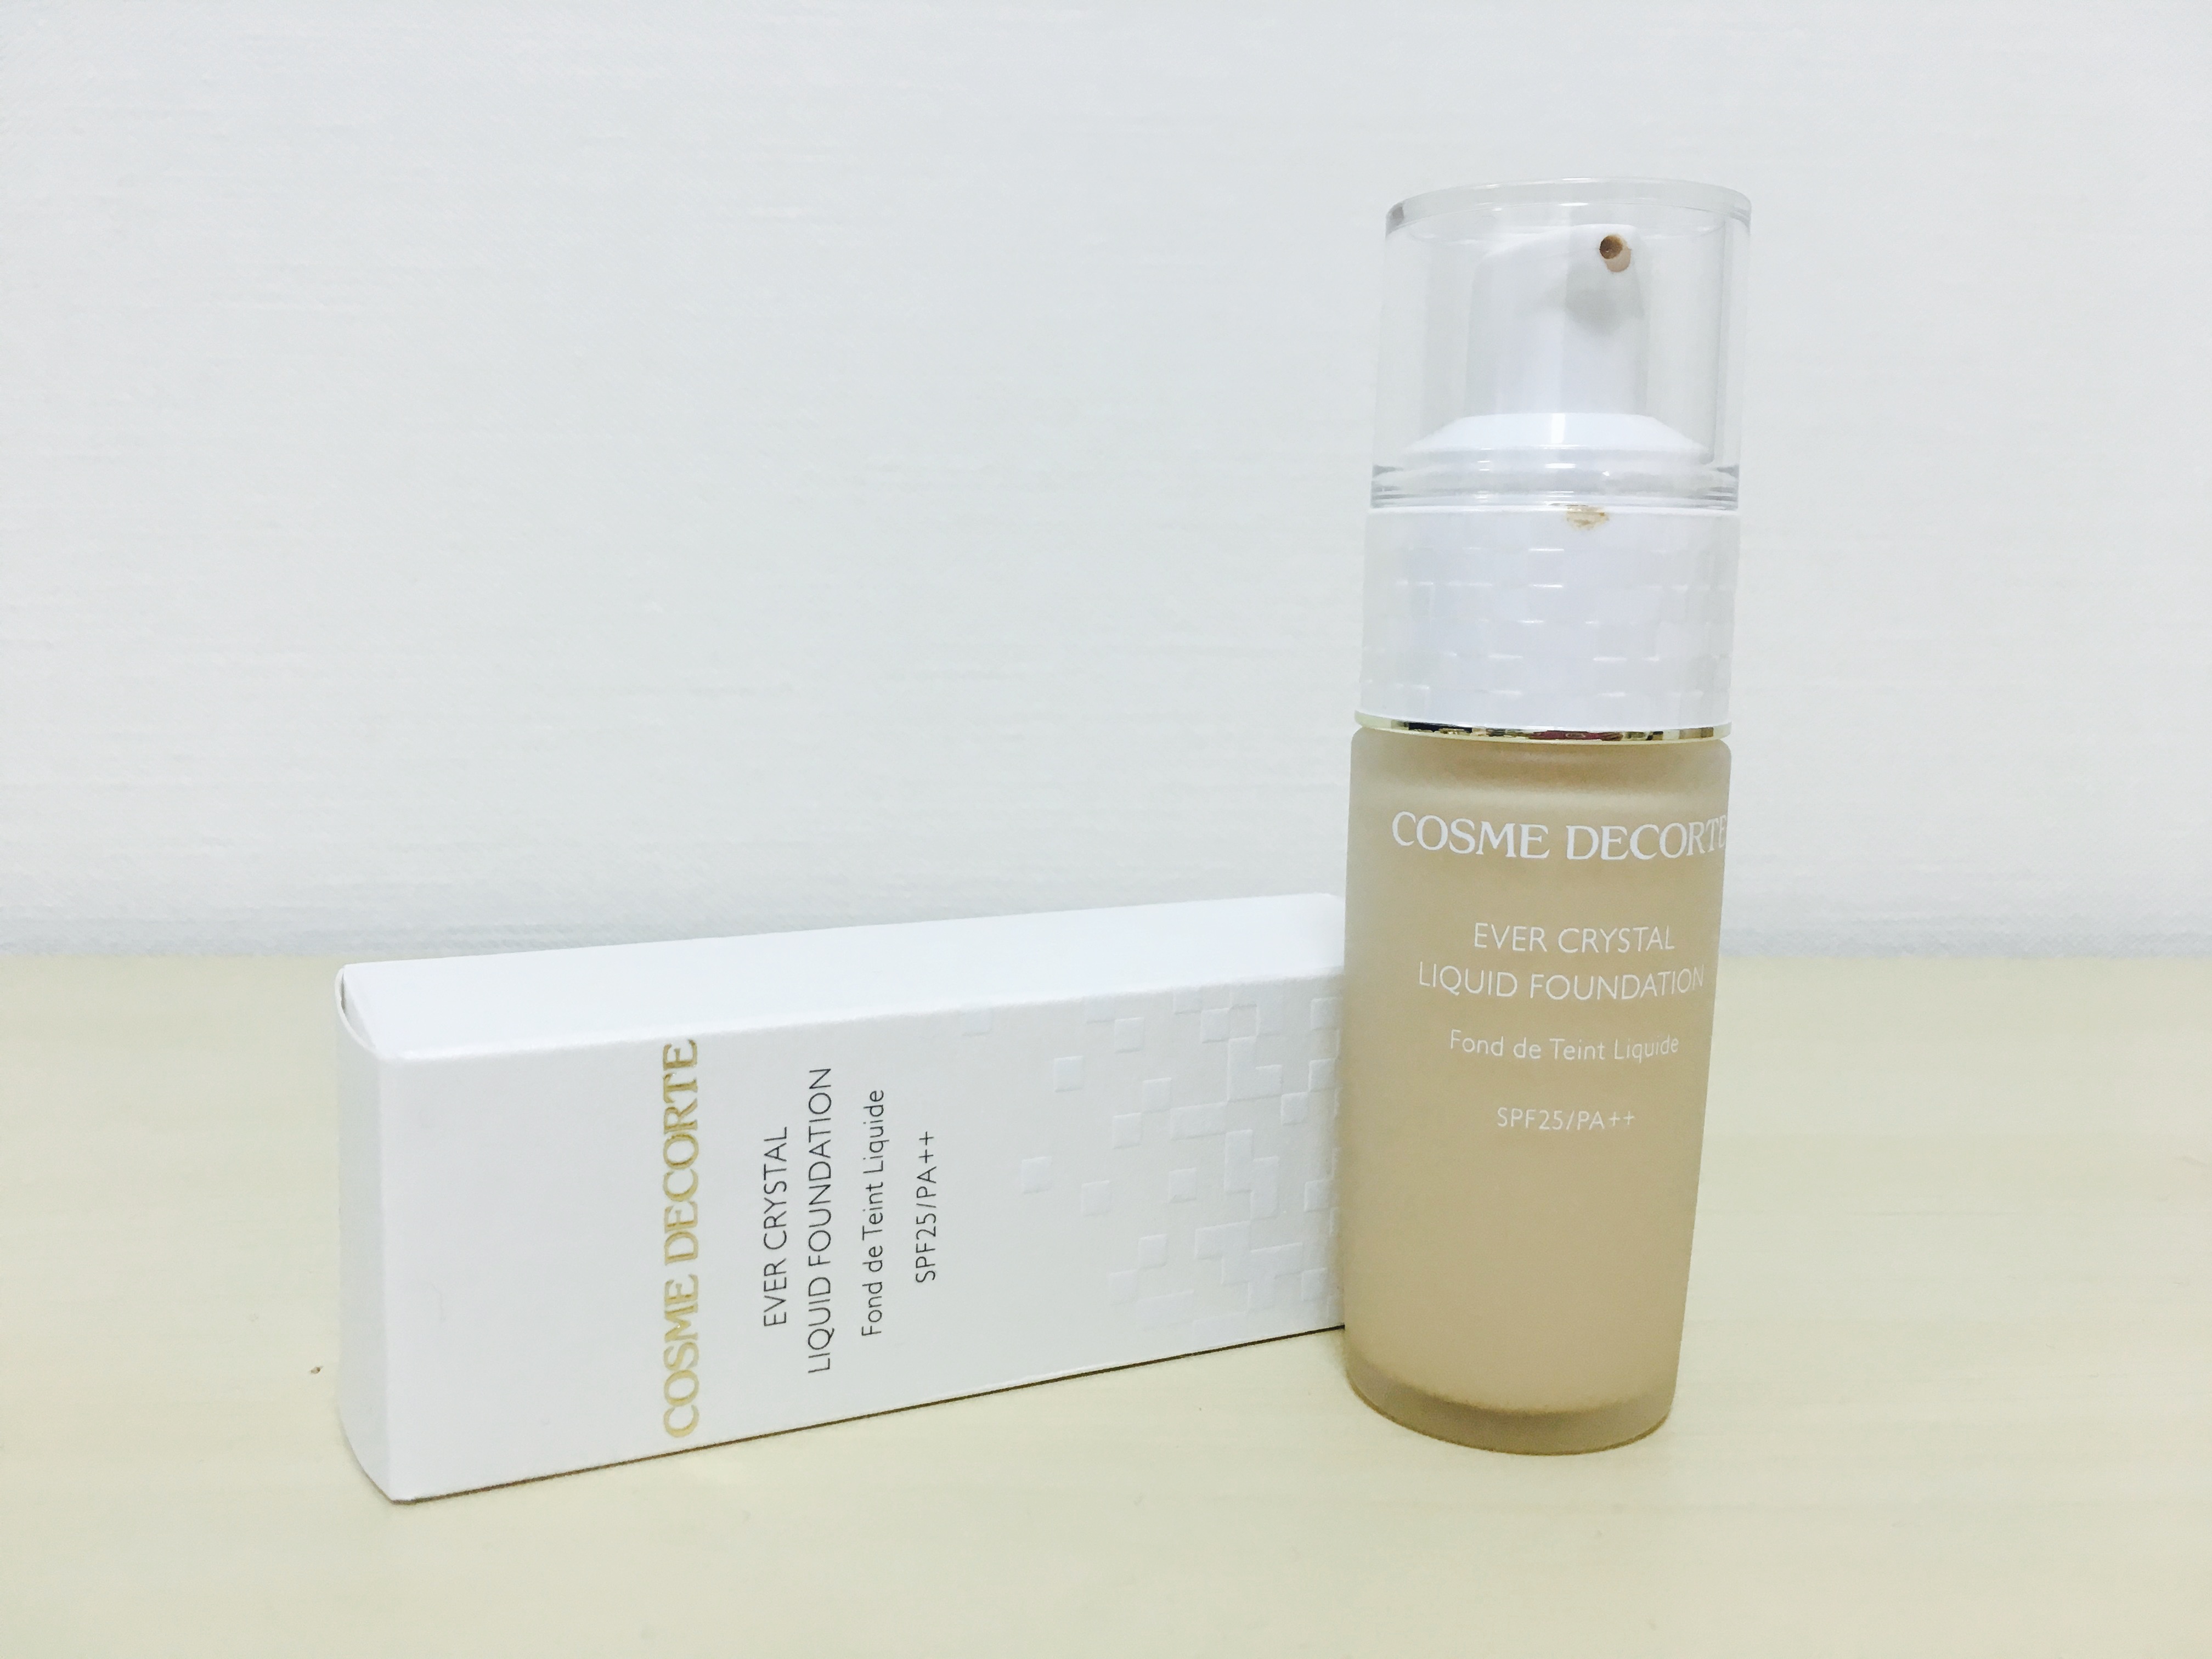 COSME DECORTE
EVER CRYSTAL
LIQUID FOUNDATION
Fond de Teint Liquide
SPF25/PA++
COSME DECORTE
EVER CRYSTAL
LIQUID FOUNDATION
Fond de Teint Liquide
SPF25/PA++